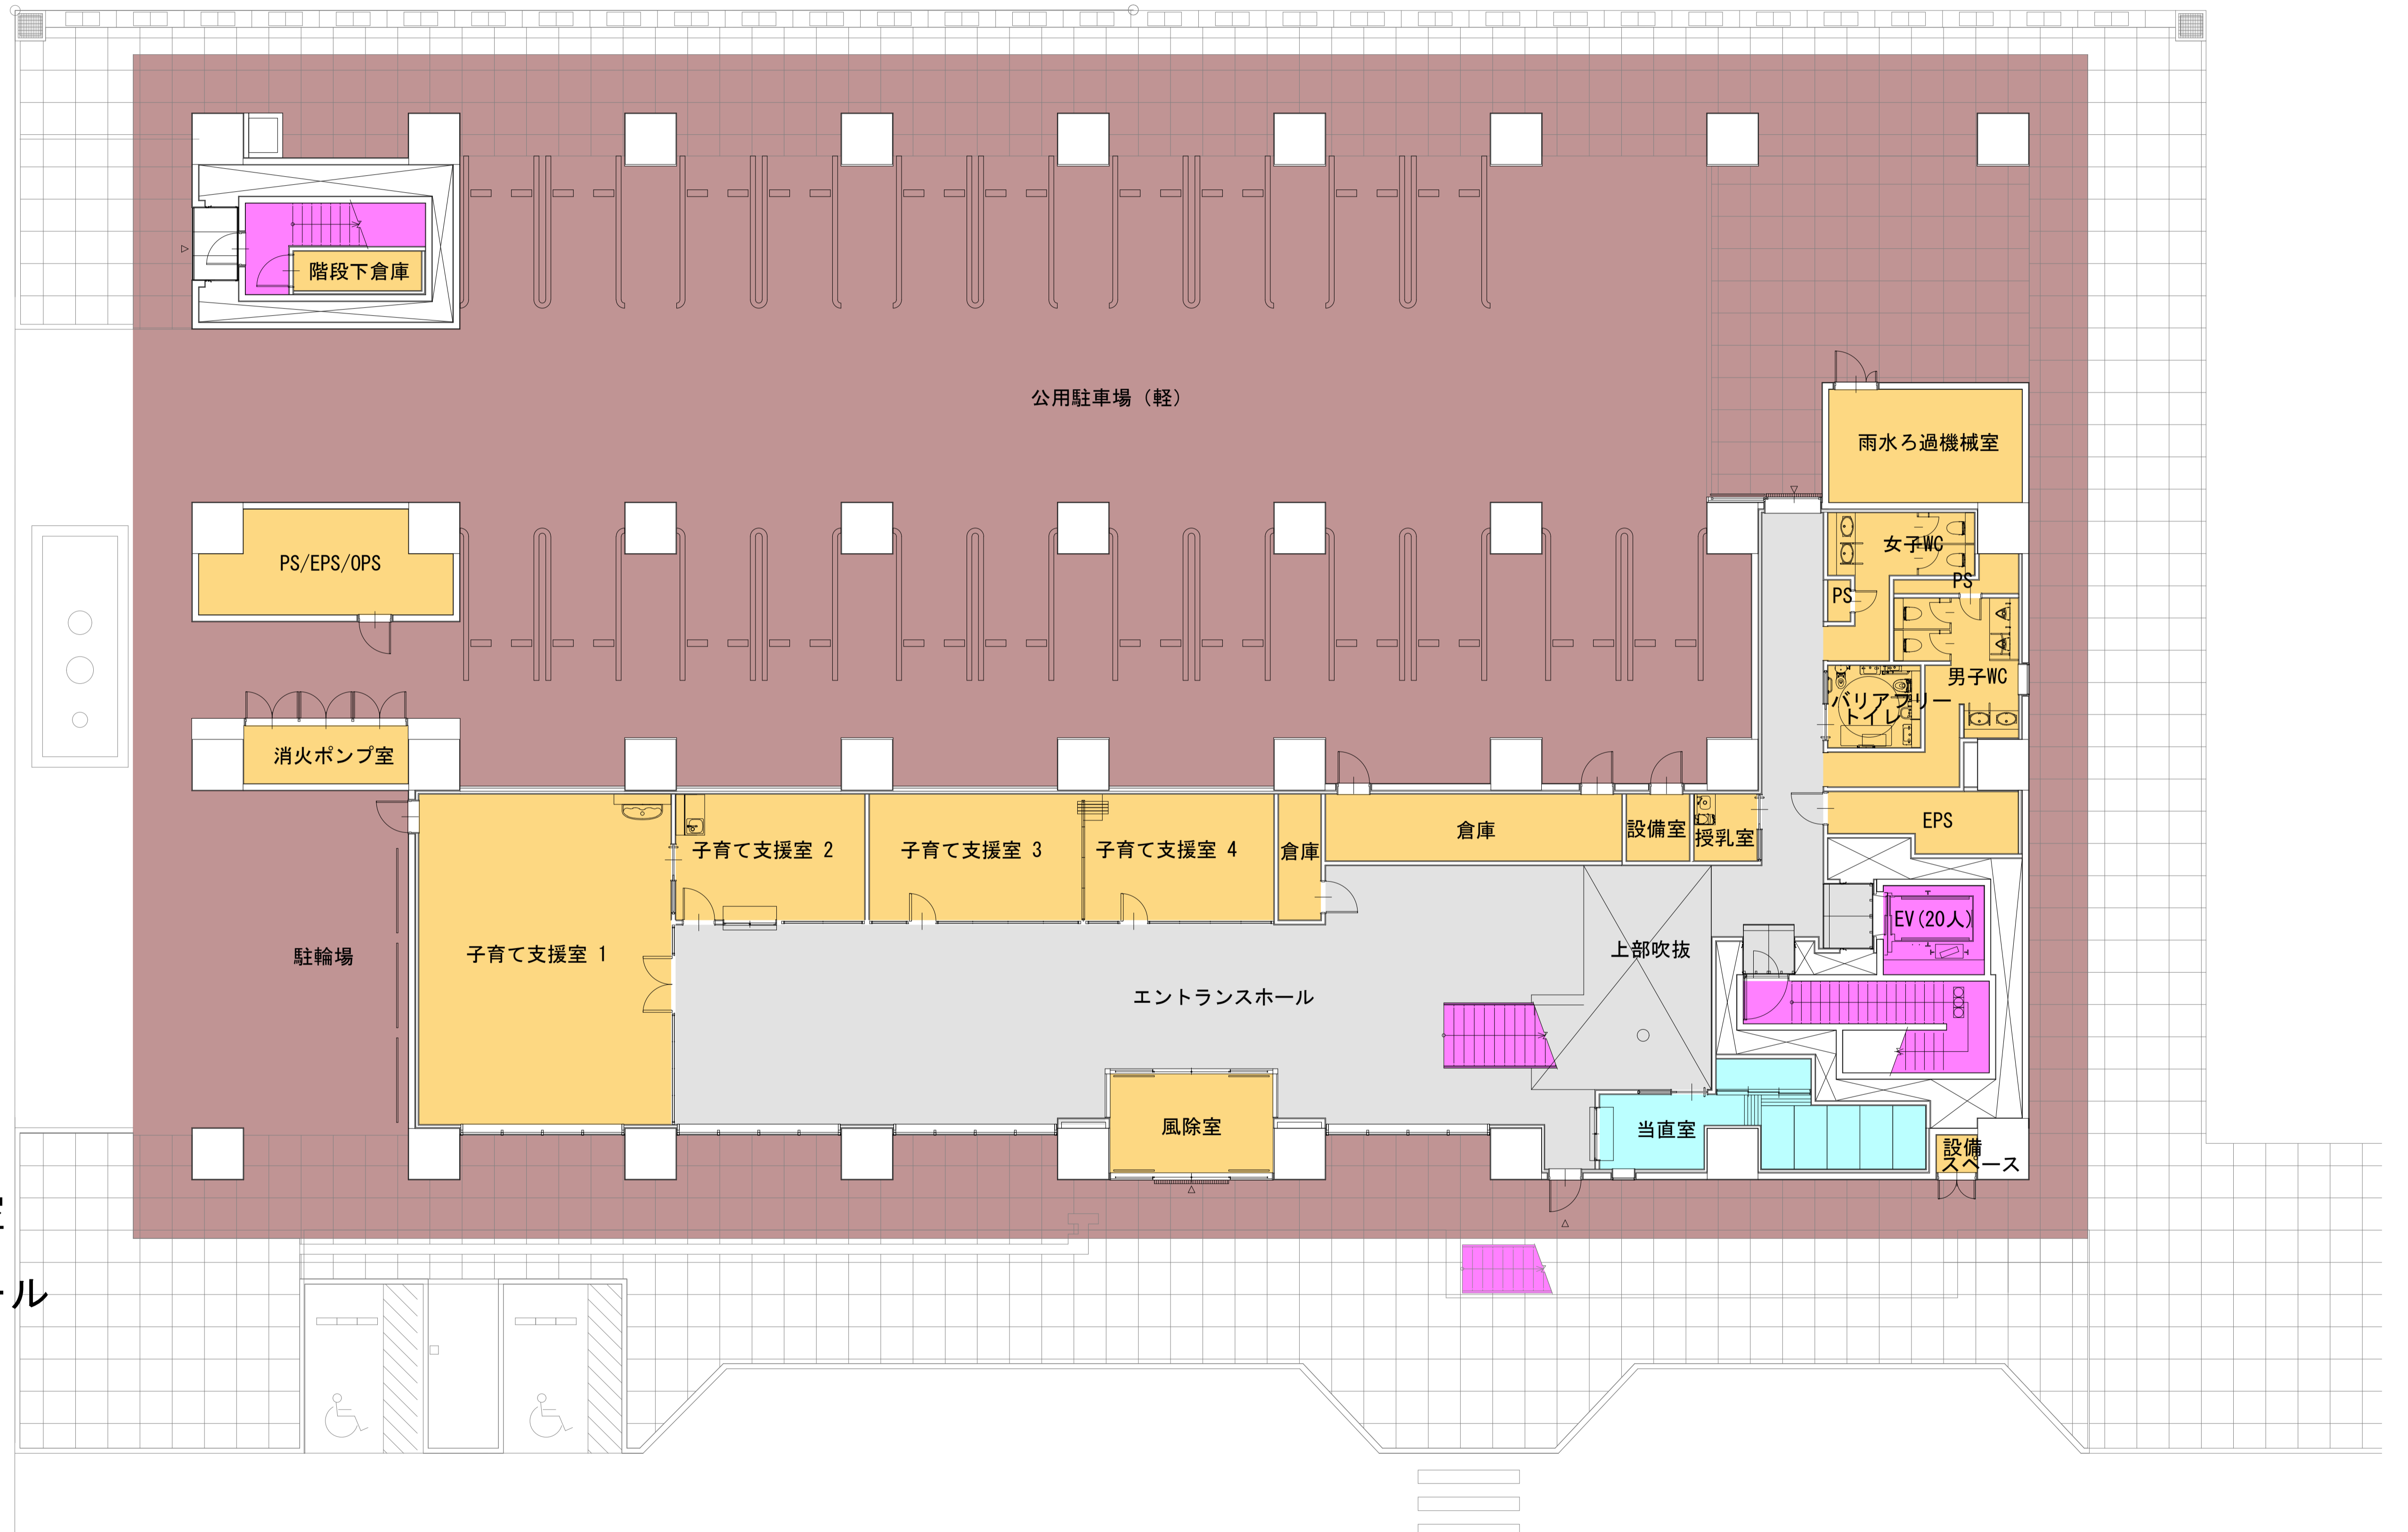 階段下倉庫
公用駐車場（軽）
雨水ろ過機械室
PS/EPS/OPS
女子WC
PS
PS
男子WC
バリアフリー
トイレ
消火ポンプ室
EPS
倉庫
設備室
授乳室
子育て支援室 2
子育て支援室 3
子育て支援室 4
倉庫
EV(20人)
上部吹抜
駐輪場
子育て支援室 1
エントランスホール
風除室
当直室
設備
スペース
ール